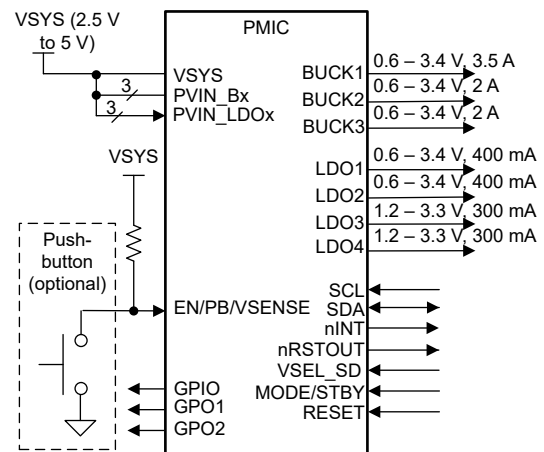 VSYS (2.5 V
to 5 V)
PMIC
VSYS
3
PVIN_Bx
3
PVIN_LDOx
VSYS
Push-
button
(optional)
EN/PB/VSENSE
GPIO
GPO1
GPO2
BUCK1
0.6 – 3.4 V, 3.5 A
BUCK2
0.6 – 3.4 V, 2 A
BUCK3
0.6 – 3.4 V, 2 A
LDO1
0.6 – 3.4 V, 400 mA
LDO2
0.6 – 3.4 V, 400 mA
LDO3
1.2 – 3.3 V, 300 mA
LDO4
1.2 – 3.3 V, 300 mA
SCL
SDA
nINT
nRSTOUT
VSEL_SD
MODE/STBY
RESET